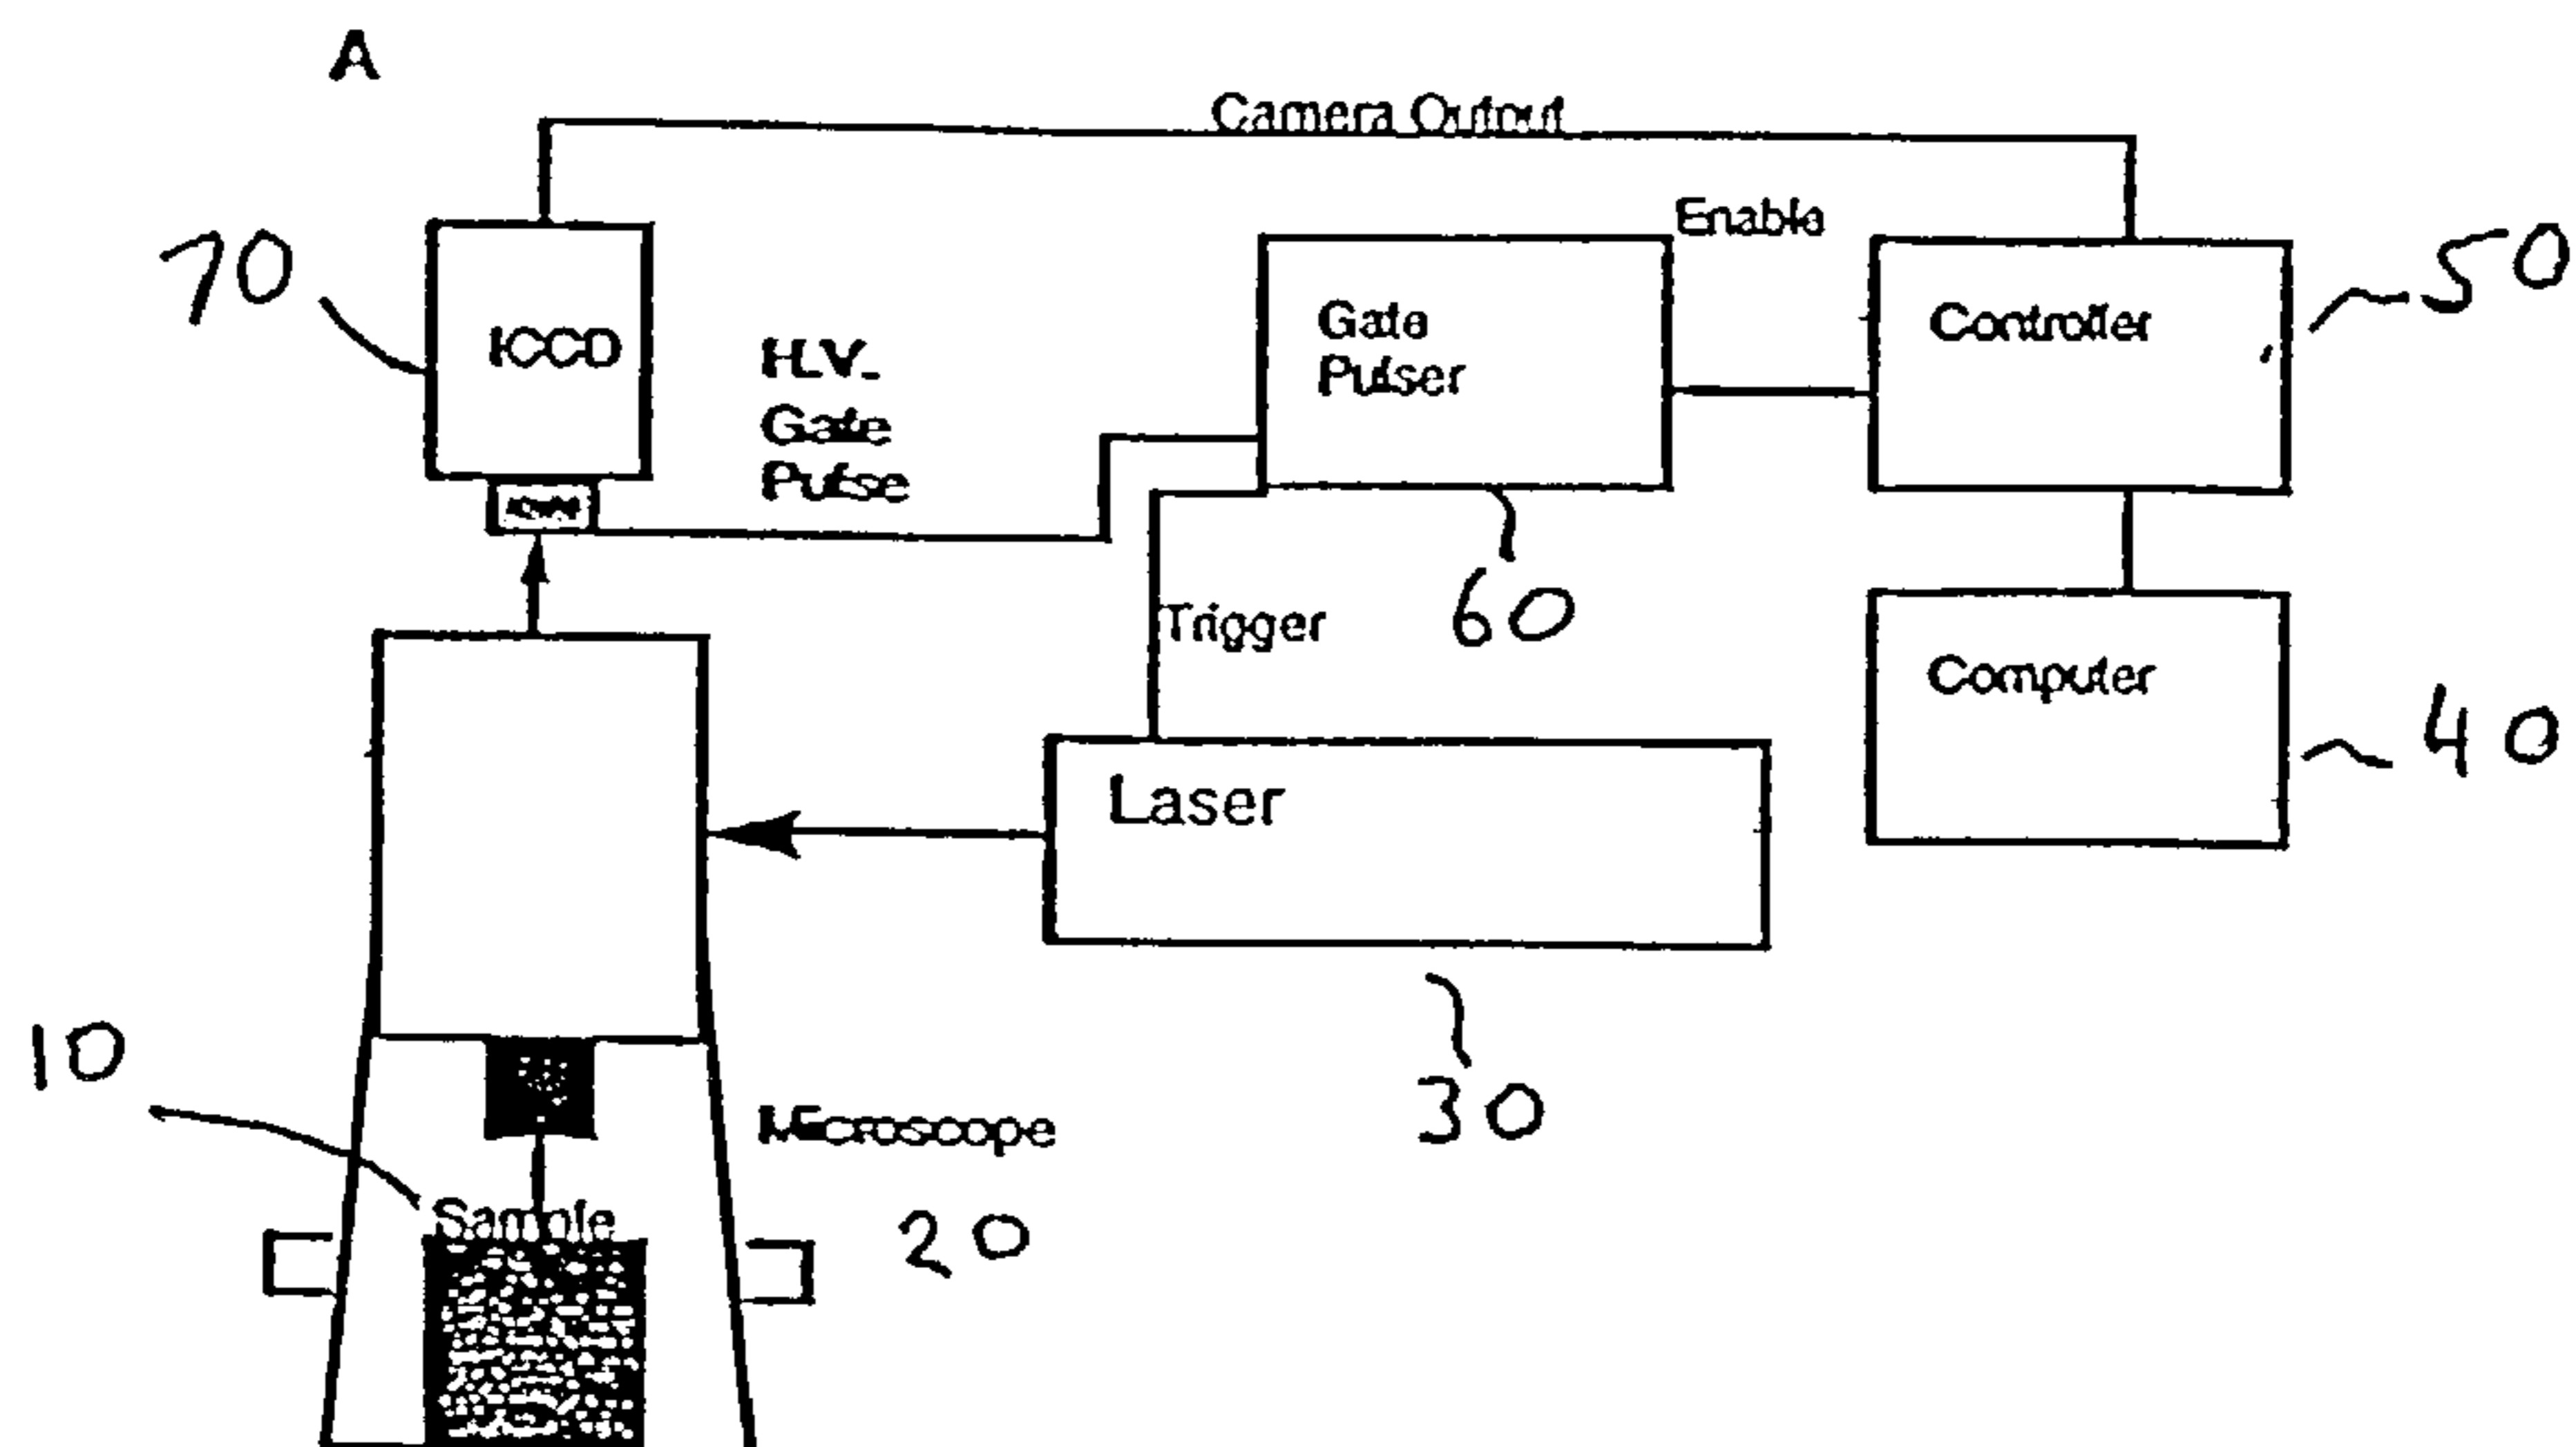 A
Camera Output
Enable
70
ICCD
H.V.
Gate
Pulse
Gate
Pulser
Controller
50
60
Trigger
Computer
40
Laser
30
10
Microscope
20
Sample